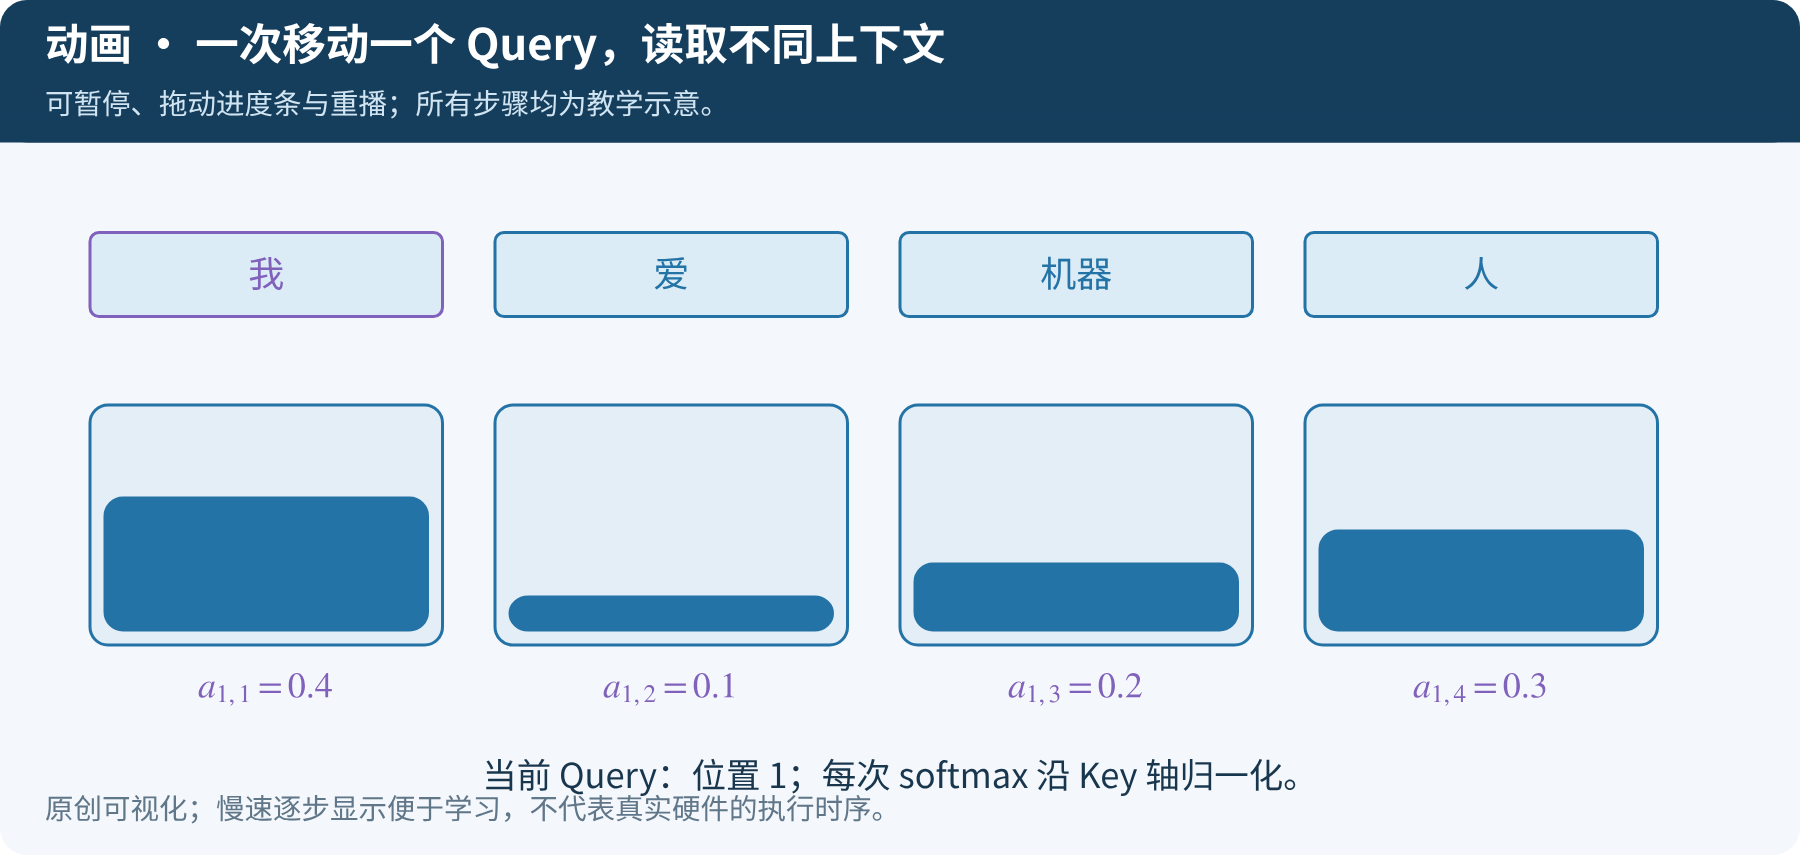 动画 · 一次移动一个 Query，读取不同上下文
可暂停、拖动进度条与重播；所有步骤均为教学示意。
我 爱 机器 人
a1,1=0.4 a1,2=0.1 a1,3=0.2 a1,4=0.3
当前 Query：位置 1；每次 softmax 沿 Key 轴归一化。
原创可视化；慢速逐步显示便于学习，不代表真实硬件的执行时序。